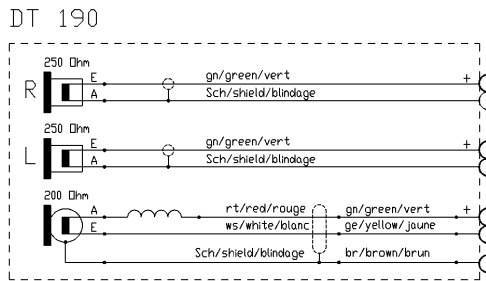 DT 190
250 Ohm
R
E gn/green/vert +
A Sch/shield/blindage
250 Ohm
L
E gn/green/vert +
A Sch/shield/blindage
200 Ohm
A rt/red/rouge gn/green/vert +
E ws/white/blanc ge/yellow/jaune
Sch/shield/blindage br/brown/brun